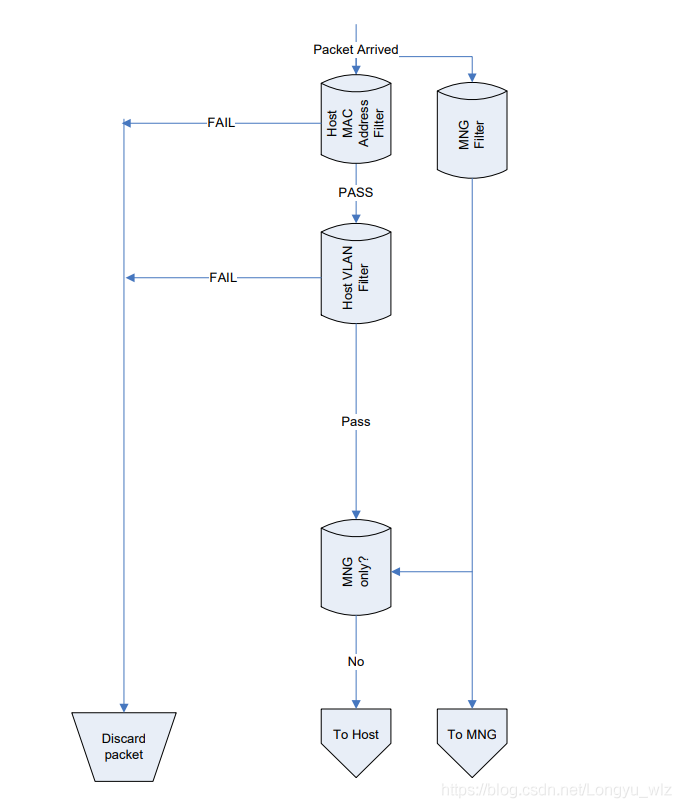 Packet Arrived
Host
MAC
Address
Filter
MNG
Filter
FAIL
PASS
Host VLAN
Filter
FAIL
Pass
MNG
only?
No
Discard
packet
To Host
To MNG
https://blog.csdn.net/Longyu_wlz